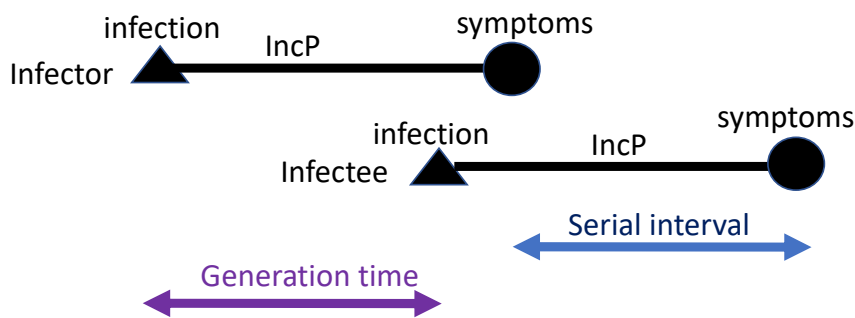 infection
symptoms
IncP
Infector
symptoms
infection
IncP
Infectee
Serial interval
Generation time